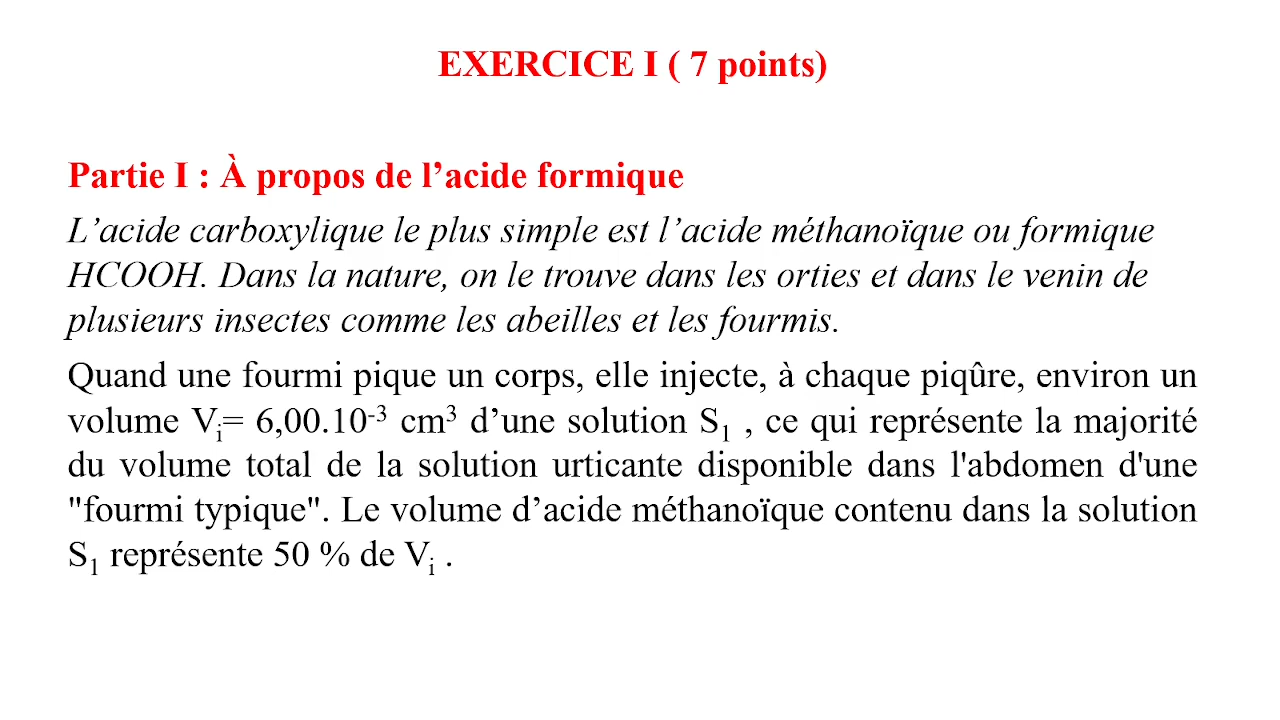 EXERCICE I ( 7 points)
Partie I : À propos de l’acide formique
L’acide carboxylique le plus simple est l’acide méthanoïque ou formique
HCOOH. Dans la nature, on le trouve dans les orties et dans le venin de
plusieurs insectes comme les abeilles et les fourmis.
Quand une fourmi pique un corps, elle injecte, à chaque piqûre, environ un
volume Vᵢ= 6,00.10⁻³ cm³ d’une solution S₁ , ce qui représente la majorité
du volume total de la solution urticante disponible dans l'abdomen d'une
"fourmi typique". Le volume d’acide méthanoïque contenu dans la solution
S₁ représente 50 % de Vᵢ .